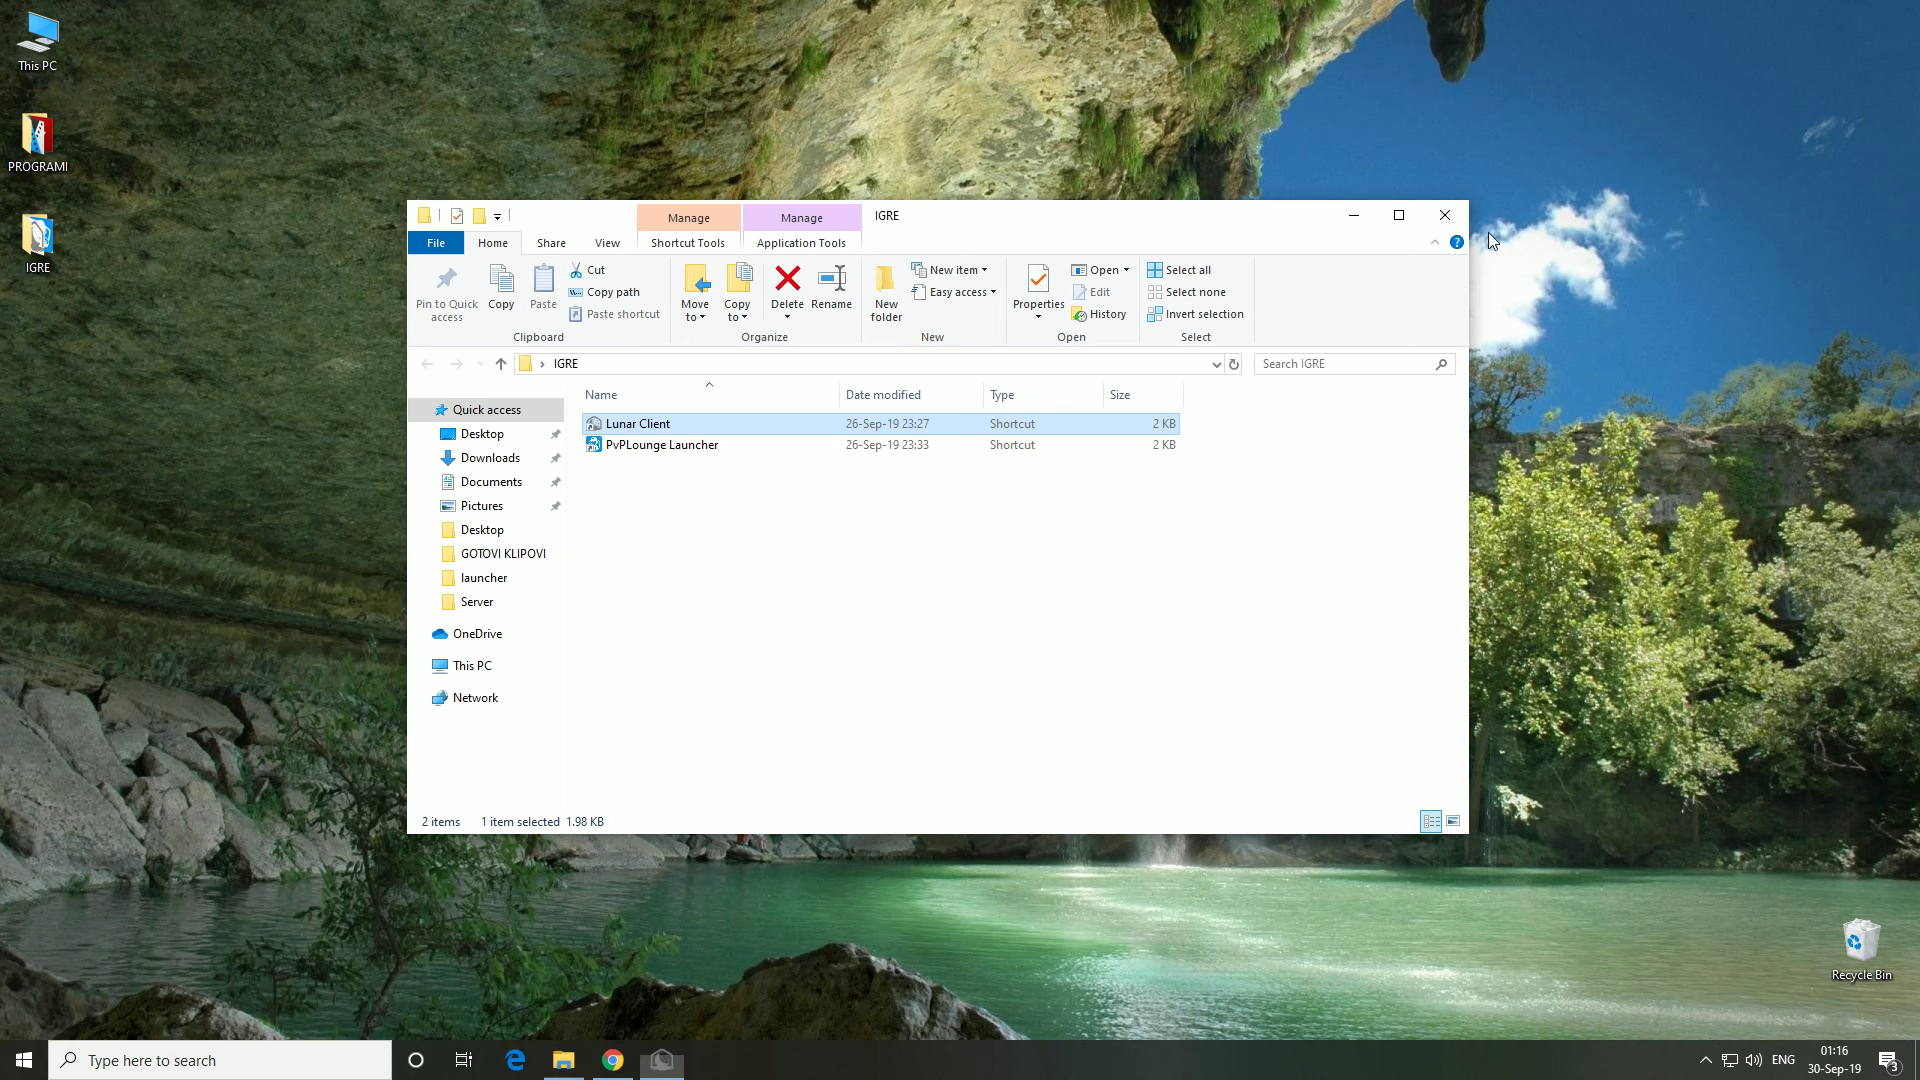 This PC
PROGRAMI
IGRE
Manage
Manage
IGRE
File
Home
Share
View
Shortcut Tools
Application Tools
Pin to Quick access
Copy
Paste
Cut
Copy path
Paste shortcut
Clipboard
Move to
Copy to
Delete
Rename
Organize
New folder
New item
Easy access
New
Properties
Open
Edit
History
Open
Select all
Select none
Invert selection
Select
IGRE
Search IGRE
Name
Date modified
Type
Size
Lunar Client
26-Sep-19 23:27
Shortcut
2 KB
PvPLounge Launcher
26-Sep-19 23:33
Shortcut
2 KB
Quick access
Desktop
Downloads
Documents
Pictures
Desktop
GOTOVI KLIPOVI
launcher
Server
OneDrive
This PC
Network
2 items
1 item selected 1.98 KB
Recycle Bin
Type here to search
ENG
01:16
30-Sep-19
3